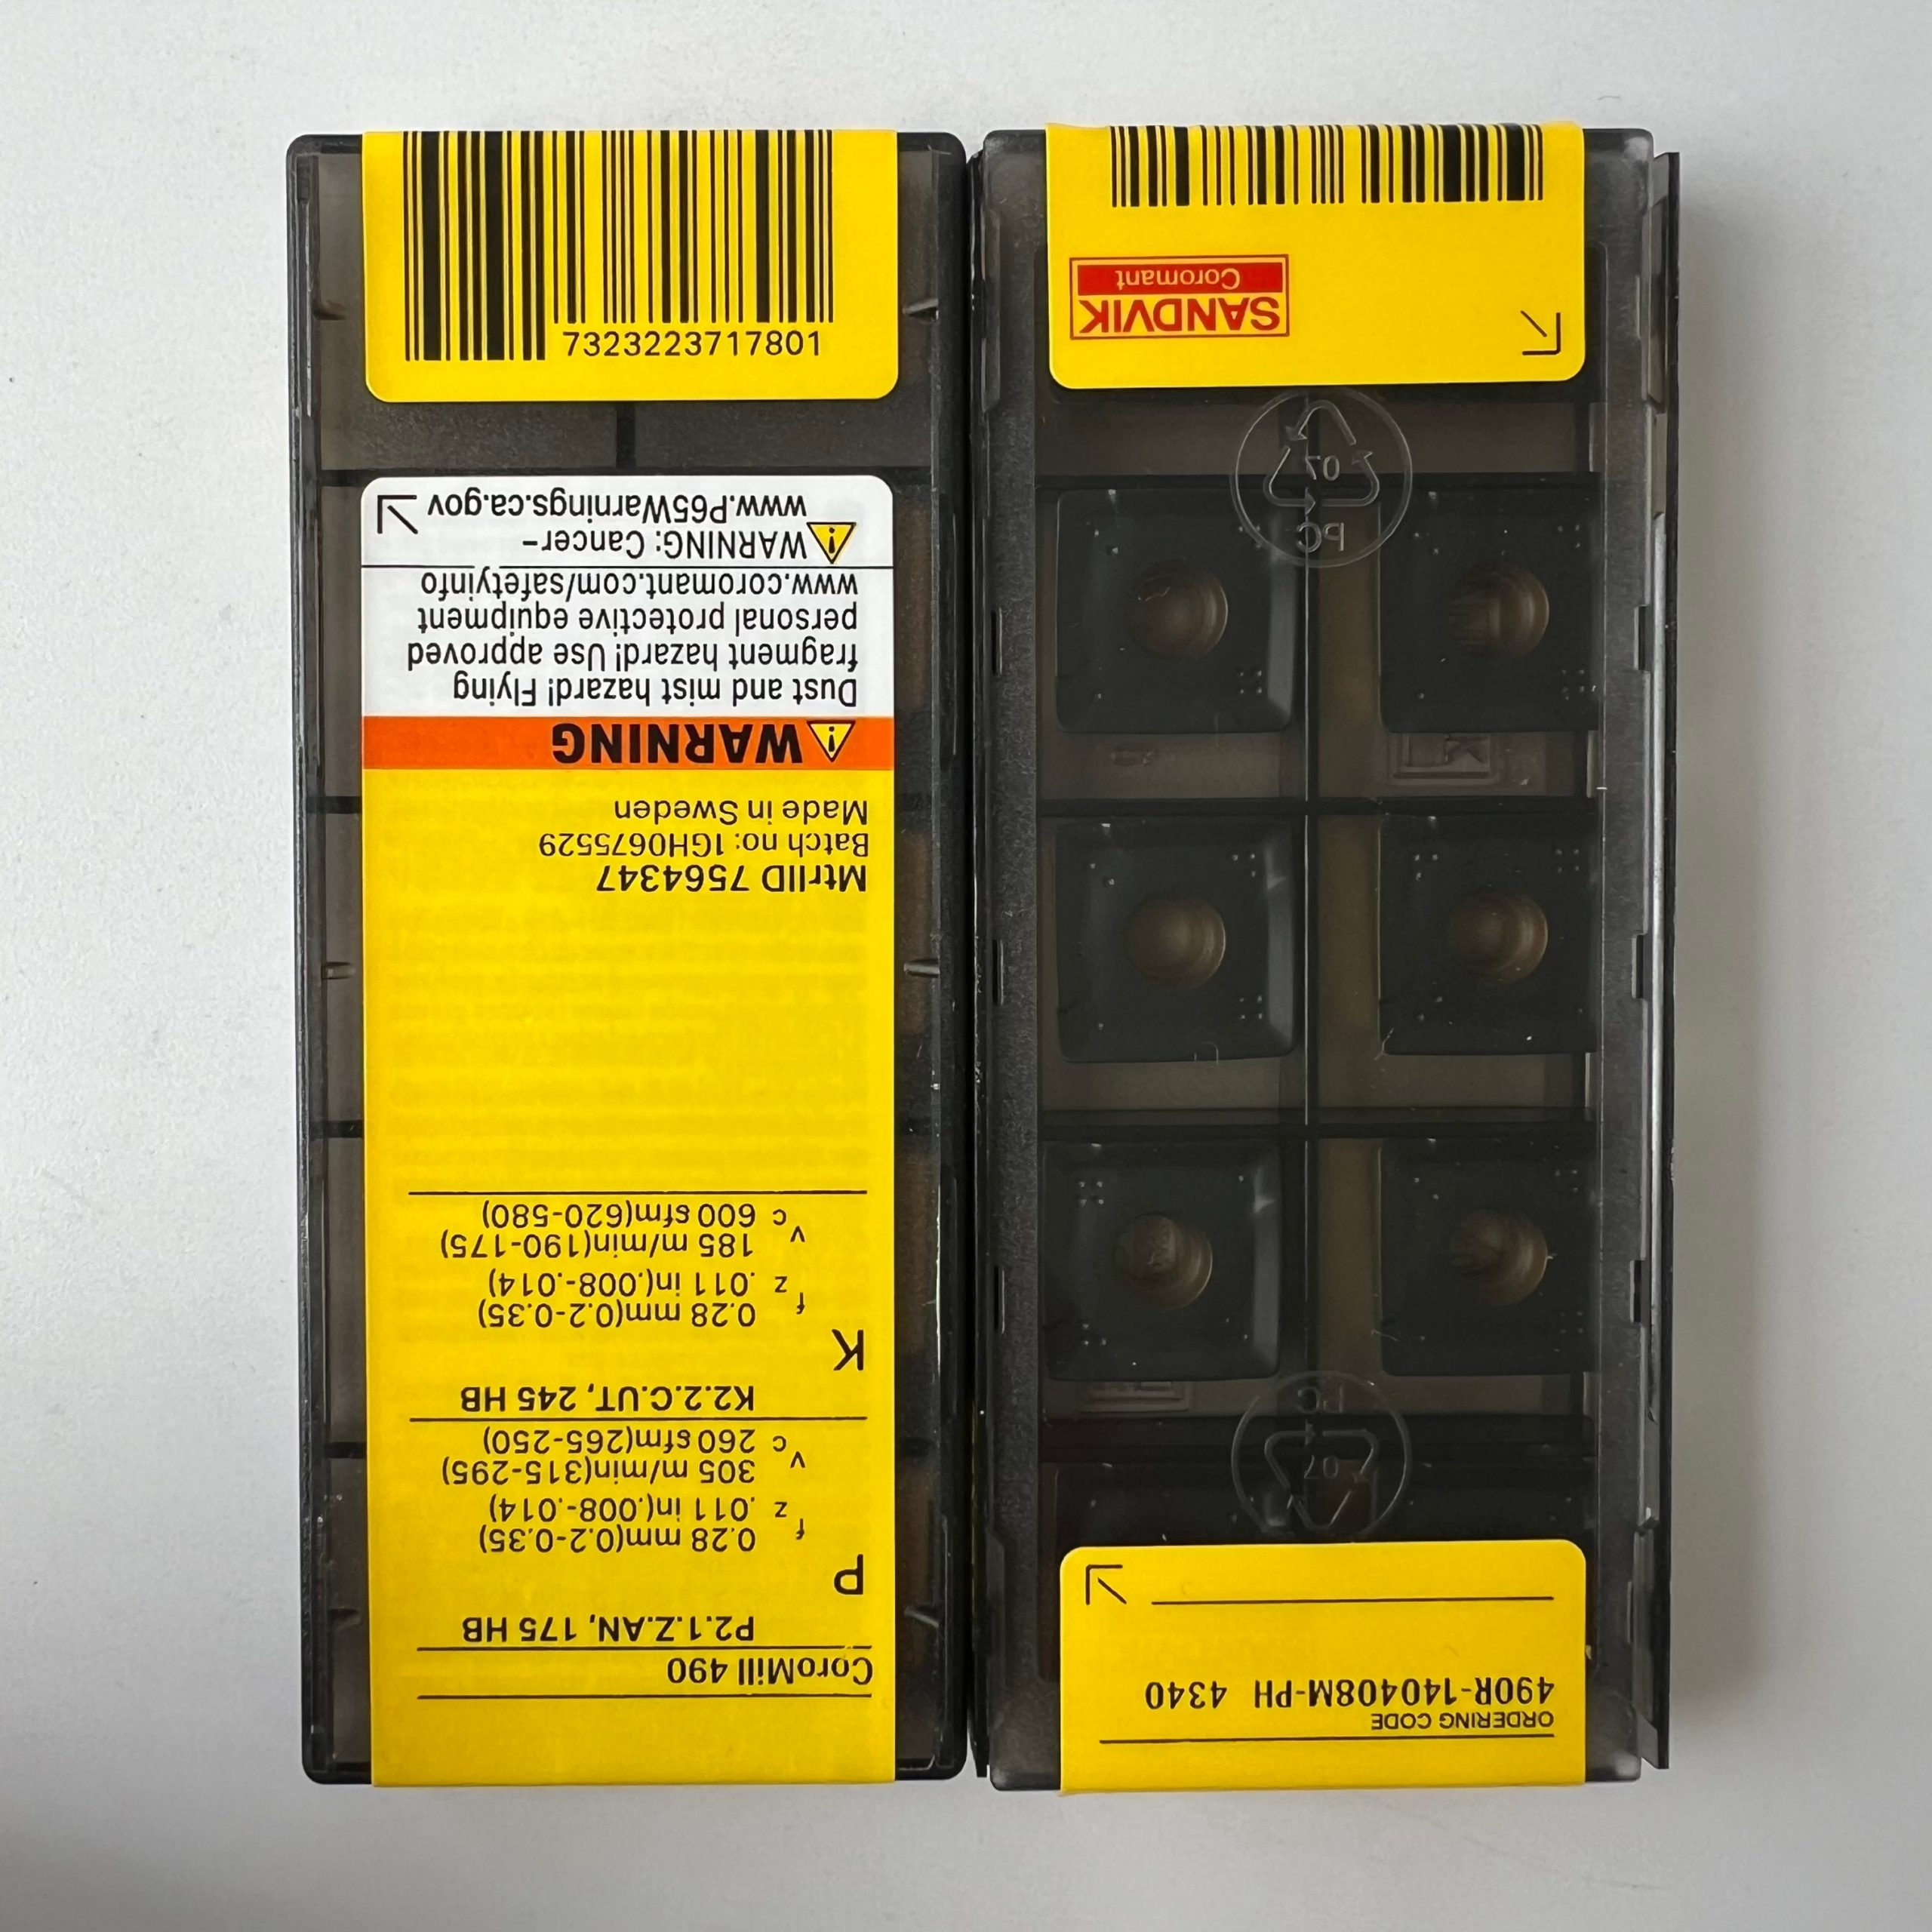 7323223717801
CoroMill 490
P2.1.Z.AN, 175 HB
P
f z 0.28 mm(0.2-0.35)
.011 in(.008-.014)
v c 305 m/min(315-295)
260 sfm(265-250)
K2.2.C.UT, 245 HB
K
f z 0.28 mm(0.2-0.35)
.011 in(.008-.014)
v c 185 m/min(190-175)
600 sfm(620-580)
MtrlID 7564347
Batch no: 1GH0675529
Made in Sweden
WARNING
Dust and mist hazard! Flying
fragment hazard! Use approved
personal protective equipment
www.coromant.com/safetyinfo
WARNING: Cancer-
www.P65Warnings.ca.gov
ORDERING CODE
490R-140408M-PH 4340
PC
07
07
PC
SANDVIK
Coromant